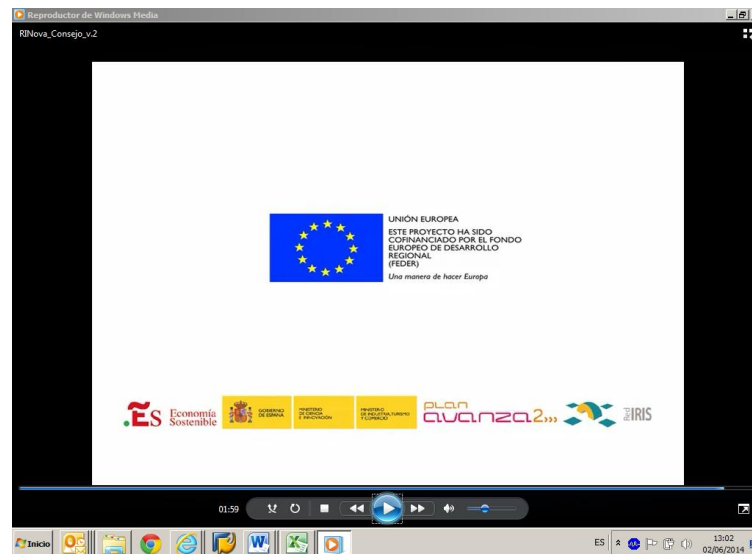 Reproductor de Windows Media
RINova_Consejo_v.2
UNIÓN EUROPEA
ESTE PROYECTO HA SIDO
COFINANCIADO POR EL FONDO
EUROPEO DE DESARROLLO
REGIONAL
(FEDER)
Una manera de hacer Europa
.ES Economía
Sostenible
GOBIERNO
DE ESPAÑA
MINISTERIO
DE CIENCIA
E INNOVACIÓN
MINISTERIO
DE INDUSTRIA, TURISMO
Y COMERCIO
PLAN
avanza2
Red
IRIS
01:59
Inicio
ES
13:02
02/06/2014